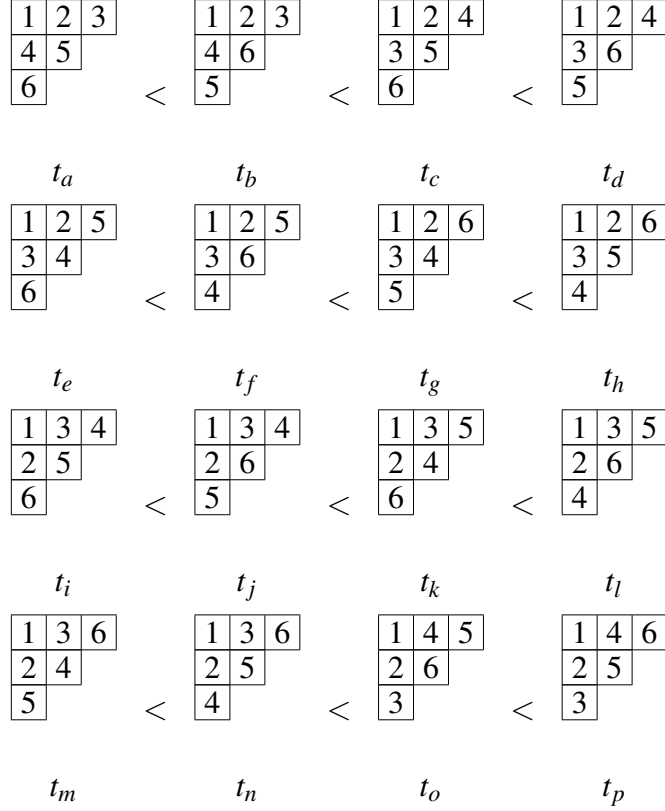 1 2 3 1 2 3 1 2 4 1 2 4
4 5 4 6 3 5 3 6
6 < 5 < 6 < 5
t_a t_b t_c t_d
1 2 5 1 2 5 1 2 6 1 2 6
3 4 3 6 3 4 3 5
6 < 4 < 5 < 4
t_e t_f t_g t_h
1 3 4 1 3 4 1 3 5 1 3 5
2 5 2 6 2 4 2 6
6 < 5 < 6 < 4
t_i t_j t_k t_l
1 3 6 1 3 6 1 4 5 1 4 6
2 4 2 5 2 6 2 5
5 < 4 < 3 < 3
t_m t_n t_o t_p